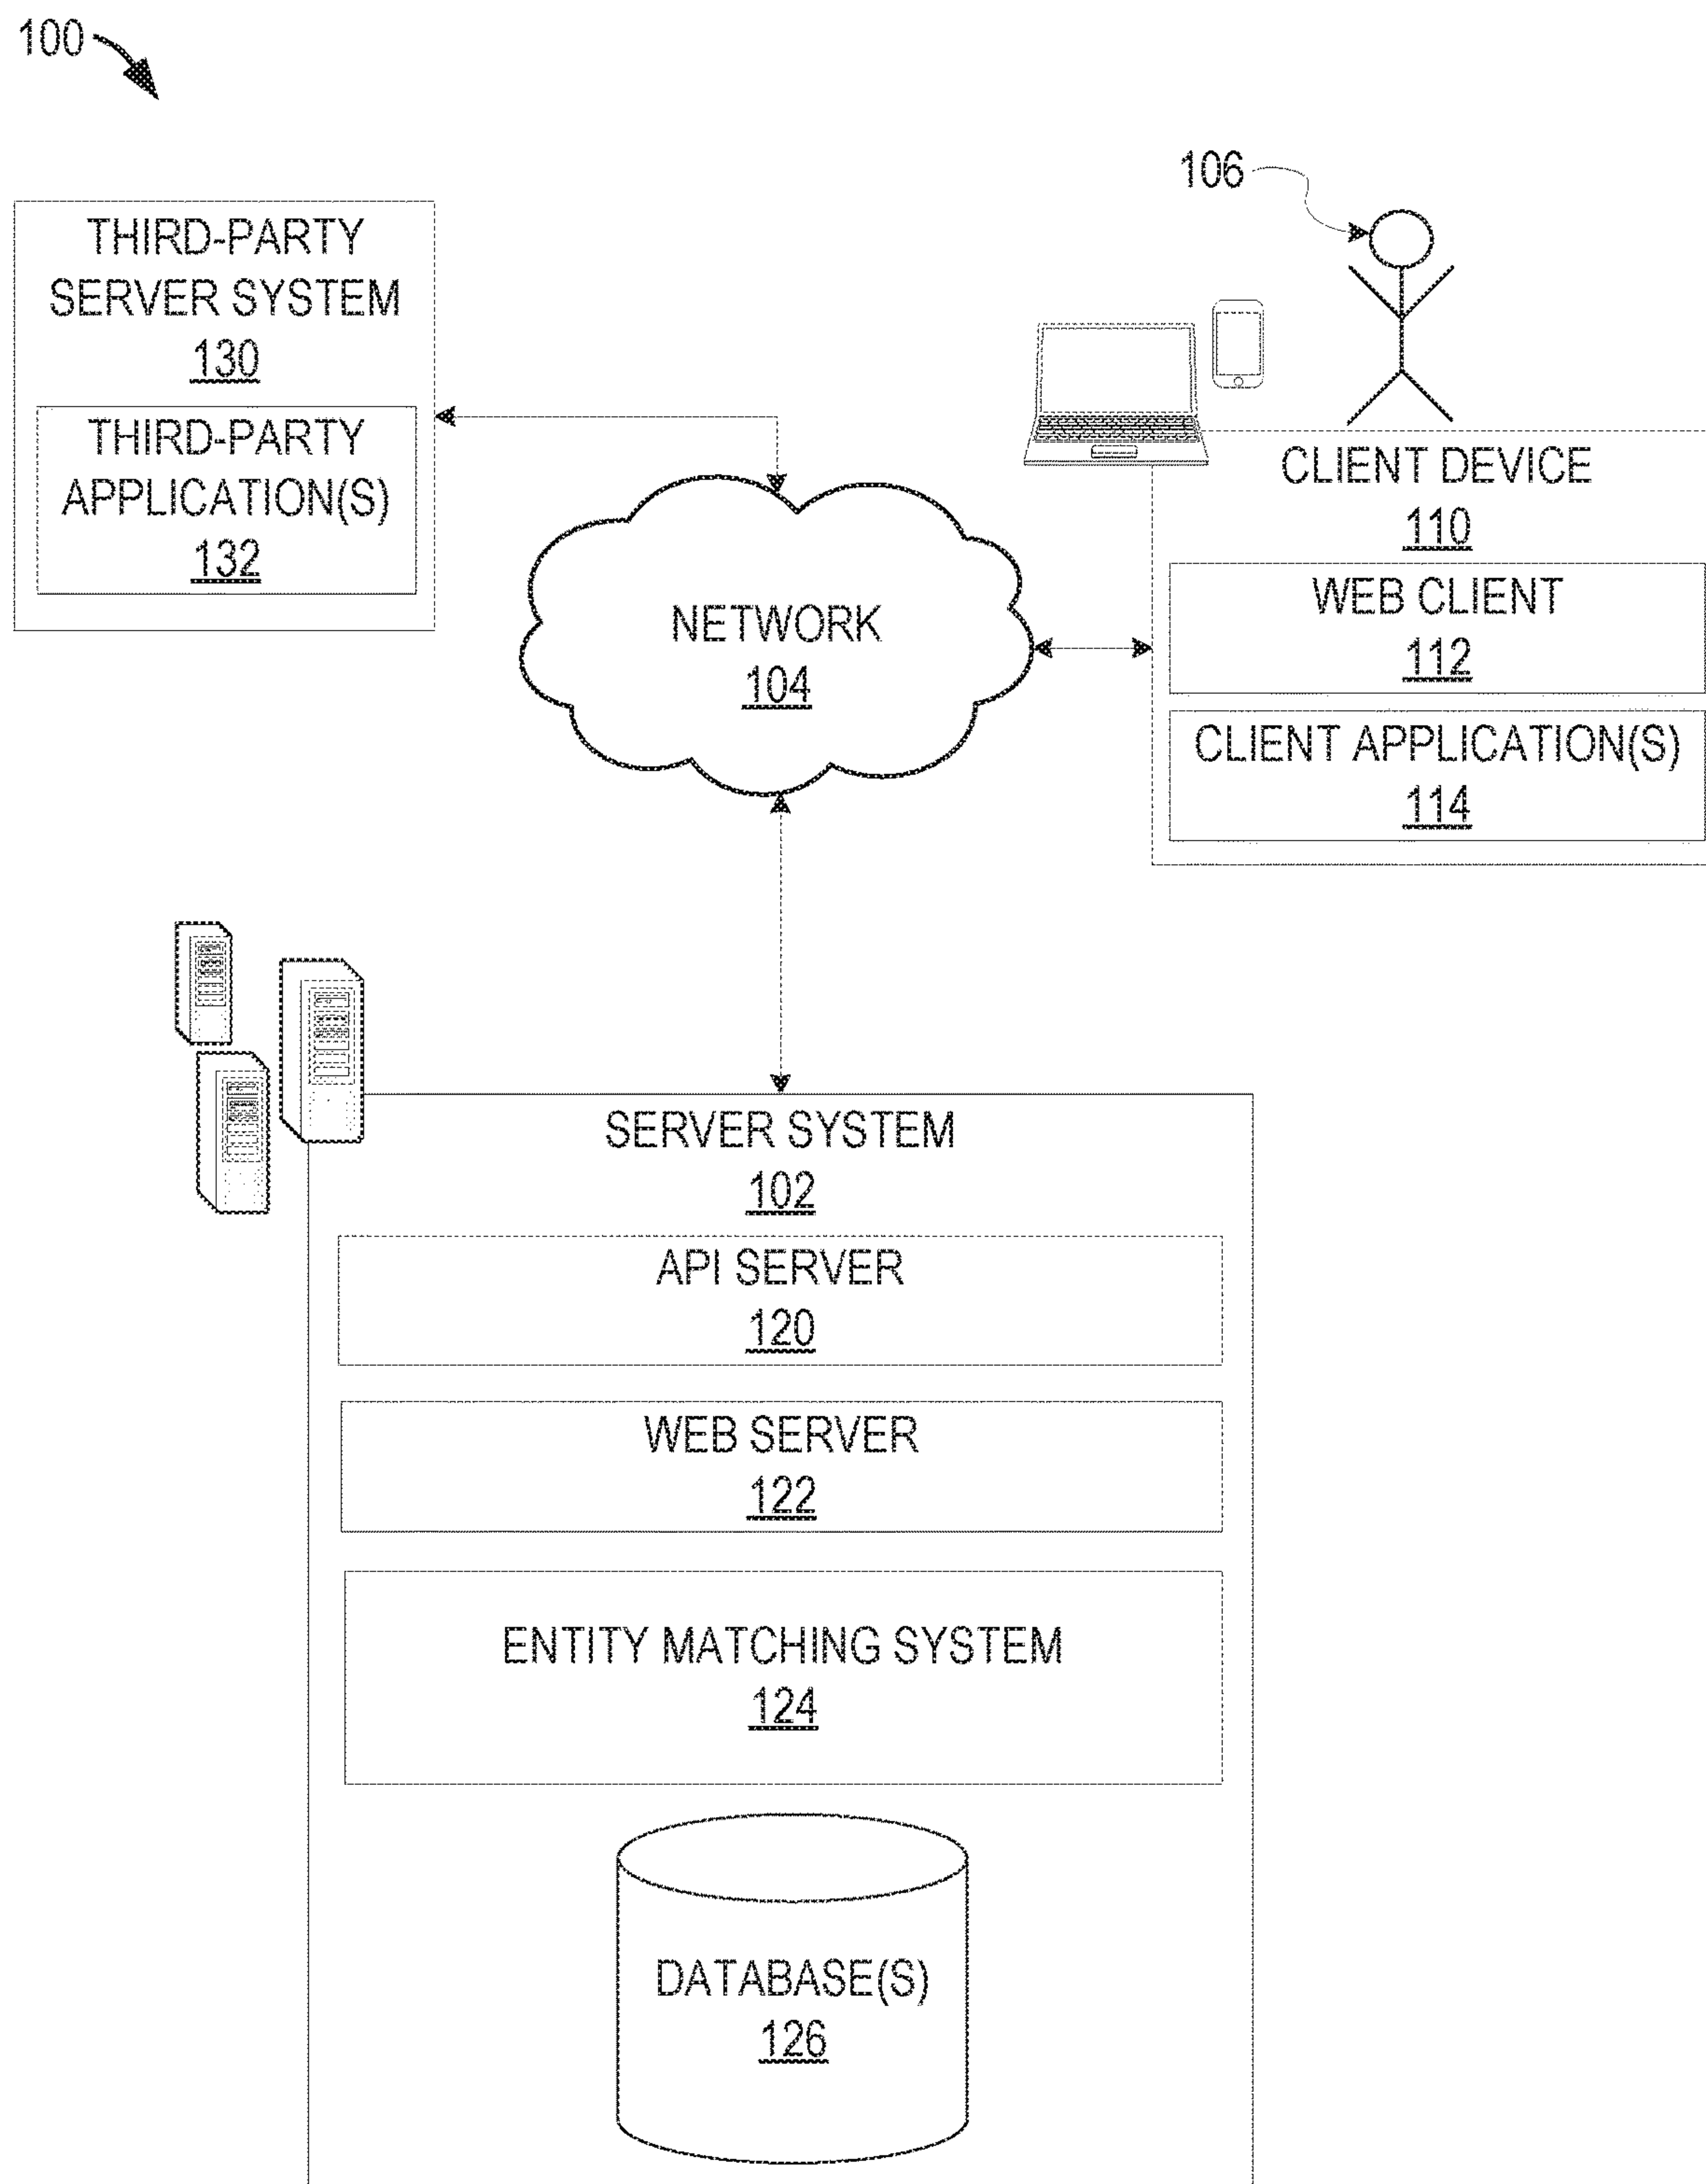 100
106
THIRD-PARTY
SERVER SYSTEM
130
THIRD-PARTY
APPLICATION(S)
132
CLIENT DEVICE
110
WEB CLIENT
112
CLIENT APPLICATION(S)
114
NETWORK
104
SERVER SYSTEM
102
API SERVER
120
WEB SERVER
122
ENTITY MATCHING SYSTEM
124
DATABASE(S)
126